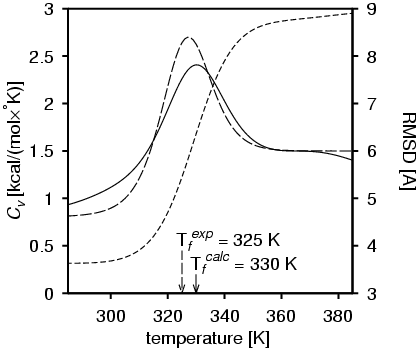 3
2.5
2
1.5
1
0.5
0
C_v [kcal/(mol×°K)]
9
8
7
6
5
4
3
RMSD [A]
T_f^exp = 325 K
T_f^calc = 330 K
300 320 340 360 380
temperature [K]